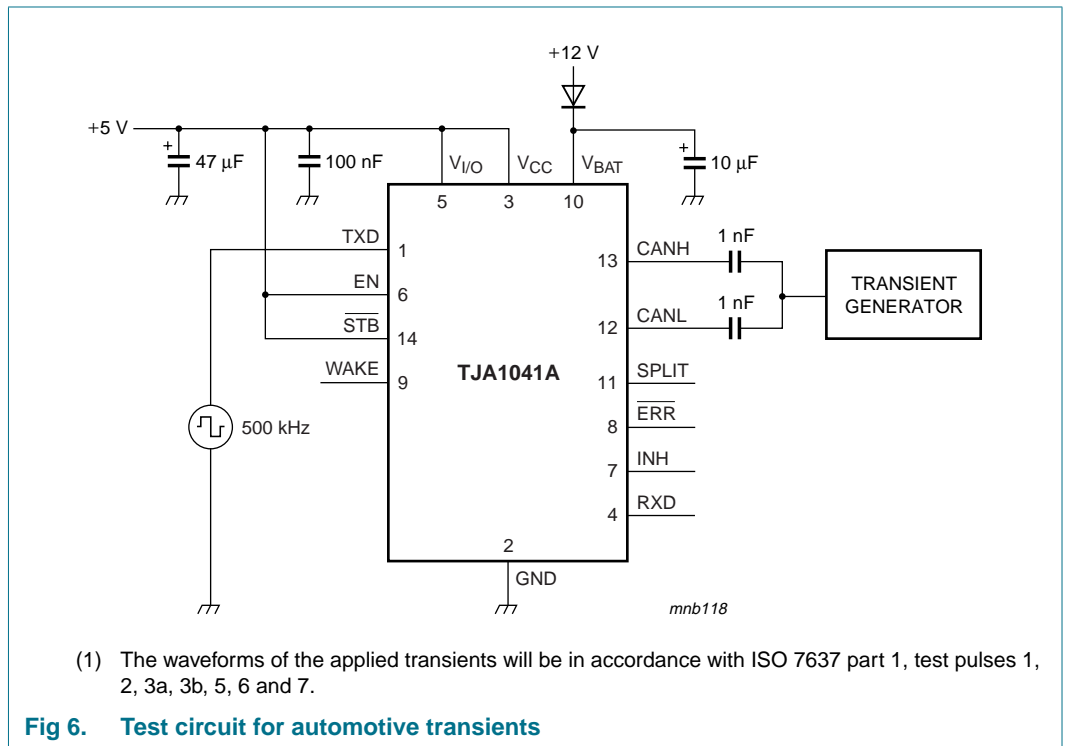 +12 V
+5 V
+
47 μF
100 nF
V_I/O
V_CC
V_BAT
+
10 μF
5
3
10
TXD
1
EN
6
STB
14
WAKE
9
500 kHz
TJA1041A
13
CANH
1 nF
12
CANL
1 nF
TRANSIENT
GENERATOR
11
SPLIT
8
ERR
7
INH
4
RXD
2
GND
mnb118
(1) The waveforms of the applied transients will be in accordance with ISO 7637 part 1, test pulses 1,
2, 3a, 3b, 5, 6 and 7.
Fig 6. Test circuit for automotive transients